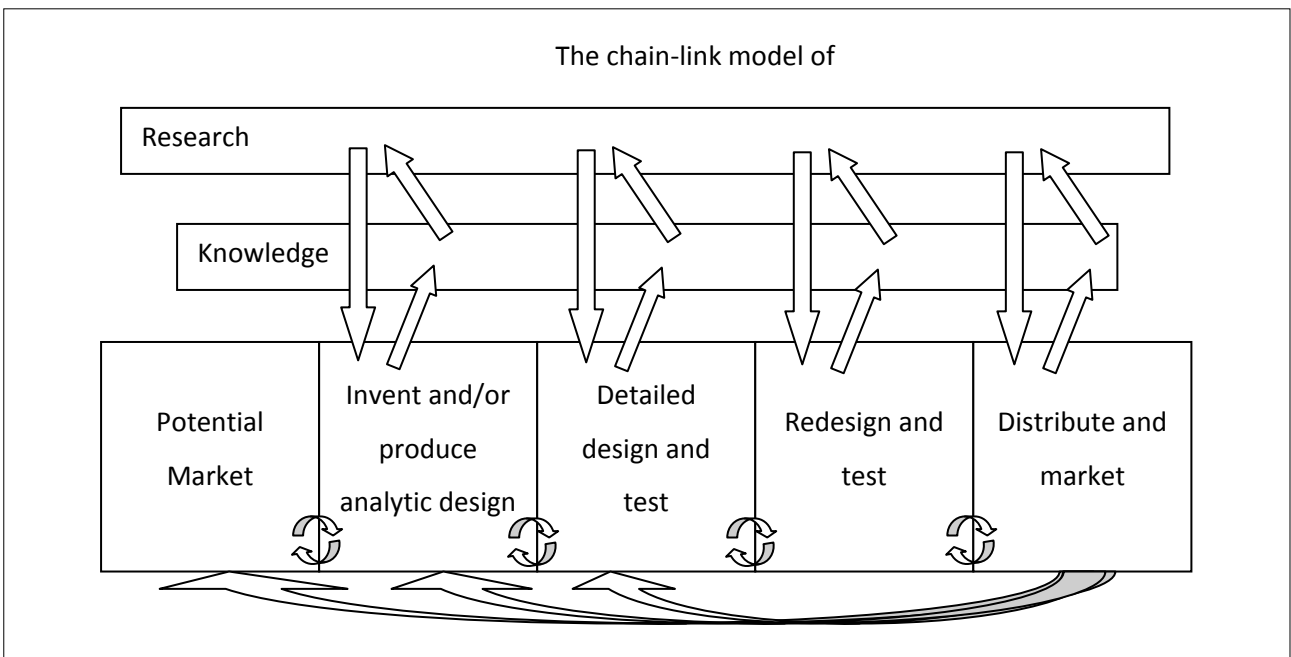 The chain-link model of
Research
Knowledge
Potential
Market
Invent and/or
produce
analytic design
Detailed
design and
test
Redesign and
test
Distribute and
market